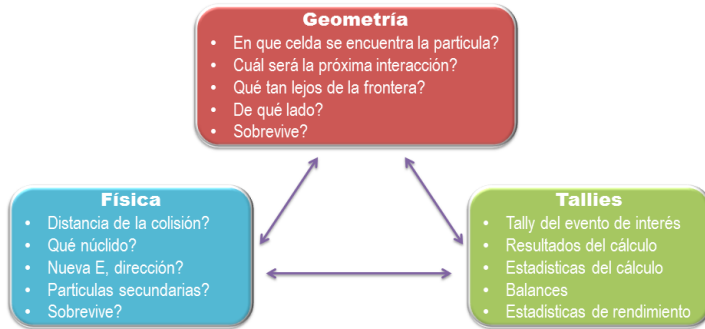 Geometría
• En que celda se encuentra la particula?
• Cuál será la próxima interacción?
• Qué tan lejos de la frontera?
• De qué lado?
• Sobrevive?
Física
• Distancia de la colisión?
• Qué núclido?
• Nueva E, dirección?
• Particulas secundarias?
• Sobrevive?
Tallies
• Tally del evento de interés
• Resultados del cálculo
• Estadísticas del cálculo
• Balances
• Estadísticas de rendimiento